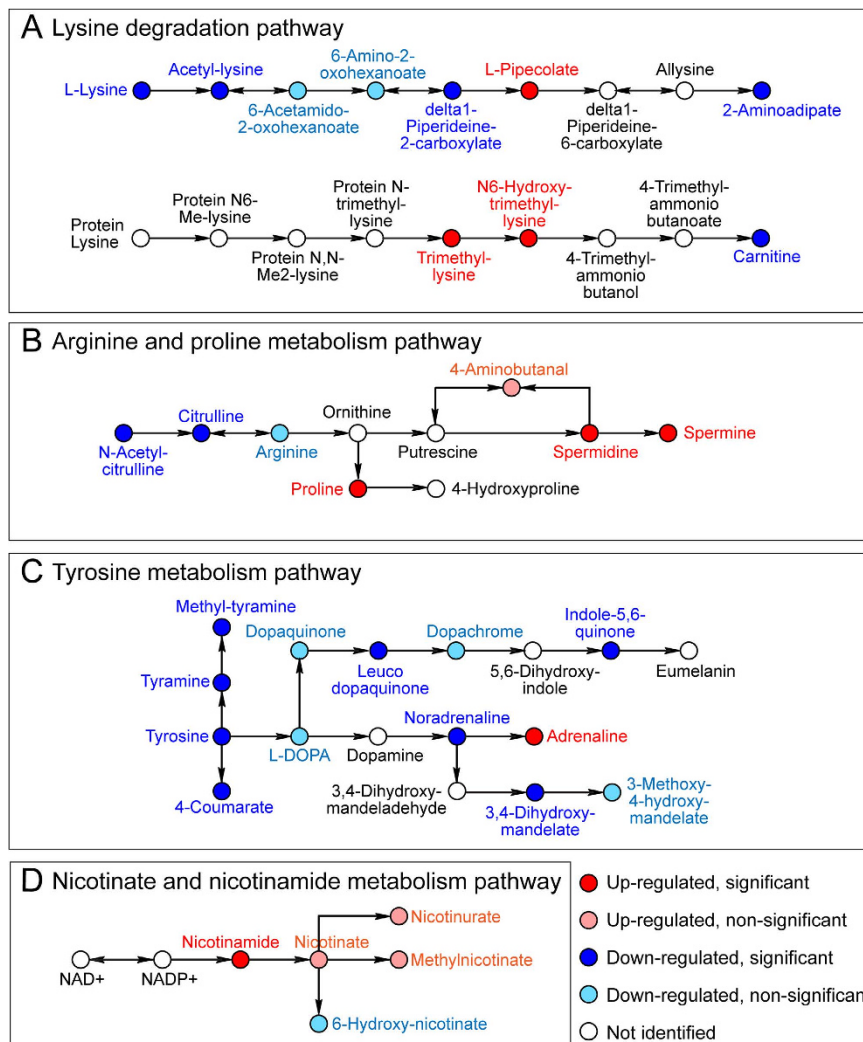 A Lysine degradation pathway
L-Lysine
Acetyl-lysine
6-Acetamido-
2-oxohexanoate
6-Amino-2-
oxohexanoate
delta1-
Piperideine-
2-carboxylate
L-Pipecolate
delta1-
Piperideine-
6-carboxylate
Allysine
2-Aminoadipate
Protein
Lysine
Protein N6-
Me-lysine
Protein N,N-
Me2-lysine
Protein N-
trimethyl-
lysine
Trimethyl-
lysine
N6-Hydroxy-
trimethyl-
lysine
4-Trimethyl-
ammonio
butanol
4-Trimethyl-
ammonio
butanoate
Carnitine
B Arginine and proline metabolism pathway
N-Acetyl-
citrulline
Citrulline
Arginine
Ornithine
Putrescine
4-Aminobutanal
Spermidine
Spermine
Proline
4-Hydroxyproline
C Tyrosine metabolism pathway
Methyl-tyramine
Tyramine
Tyrosine
4-Coumarate
Dopaquinone
Leuco
dopaquinone
Dopachrome
5,6-Dihydroxy-
indole
Indole-5,6-
quinone
Eumelanin
L-DOPA
Dopamine
Noradrenaline
Adrenaline
3,4-Dihydroxy-
mandeladehyde
3,4-Dihydroxy-
mandelate
3-Methoxy-
4-hydroxy-
mandelate
D Nicotinate and nicotinamide metabolism pathway
NAD+
NADP+
Nicotinamide
Nicotinate
Nicotinurate
Methylnicotinate
6-Hydroxy-nicotinate
Up-regulated, significant
Up-regulated, non-significant
Down-regulated, significant
Down-regulated, non-significant
Not identified